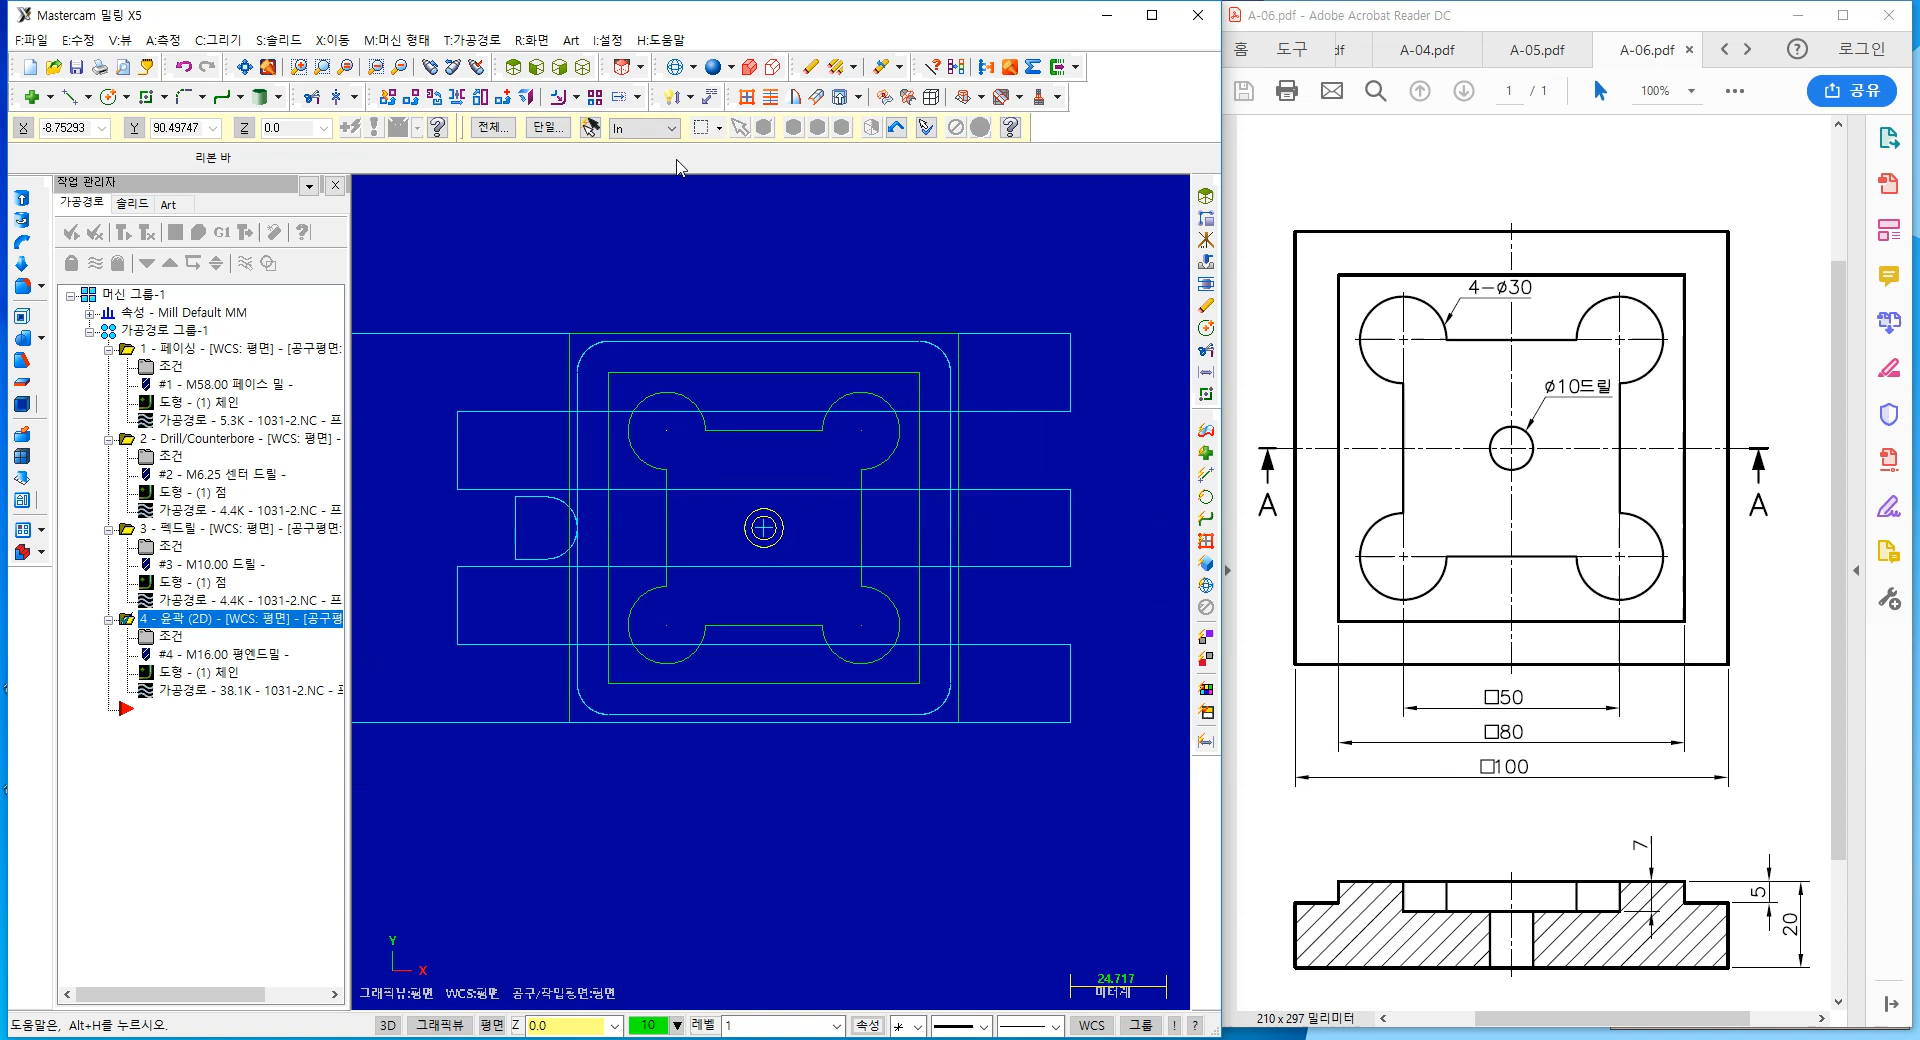 Mastercam 밀링 X5
F:파일 E:수정 V:뷰 A:측정 C:그리기 S:솔리드 X:이동 M:머신 형태 T:가공경로 R:화면 Art I:설정 H:도움말
X -8.75293 Y 90.49747 Z 0.0 전체... 단일... In
리본 바
작업 관리자
가공경로 솔리드 Art
G1
머신 그룹-1
속성 - Mill Default MM
가공경로 그룹-1
1 - 페이싱 - [WCS: 평면] - [공구평면:
조건
#1 - M58.00 페이스 밀 -
도형 - (1) 체인
가공경로 - 5.3K - 1031-2.NC - 프
2 - Drill/Counterbore - [WCS: 평면] -
조건
#2 - M6.25 센터 드릴 -
도형 - (1) 점
가공경로 - 4.4K - 1031-2.NC - 프
3 - 펙드릴 - [WCS: 평면] - [공구평면:
조건
#3 - M10.00 드릴 -
도형 - (1) 점
가공경로 - 4.4K - 1031-2.NC - 프
4 - 윤곽 (2D) - [WCS: 평면] - [공구평
조건
#4 - M16.00 평엔드밀 -
도형 - (1) 체인
가공경로 - 38.1K - 1031-2.NC - 프
Y
X
24.717
미터계
그래픽뷰:평면 WCS:평면 공구/작업평면:평면
도움말은, Alt+H를 누르시오.
3D 그래픽뷰 평면 Z 0.0 10 레벨 1 속성 WCS 그룹 ! ?
A-06.pdf - Adobe Acrobat Reader DC
홈 도구 df A-04.pdf A-05.pdf A-06.pdf 로그인
1 / 1 100% 공유
4-ø30
ø10드릴
A A
□50
□80
□100
7
5
20
210 x 297 밀리미터